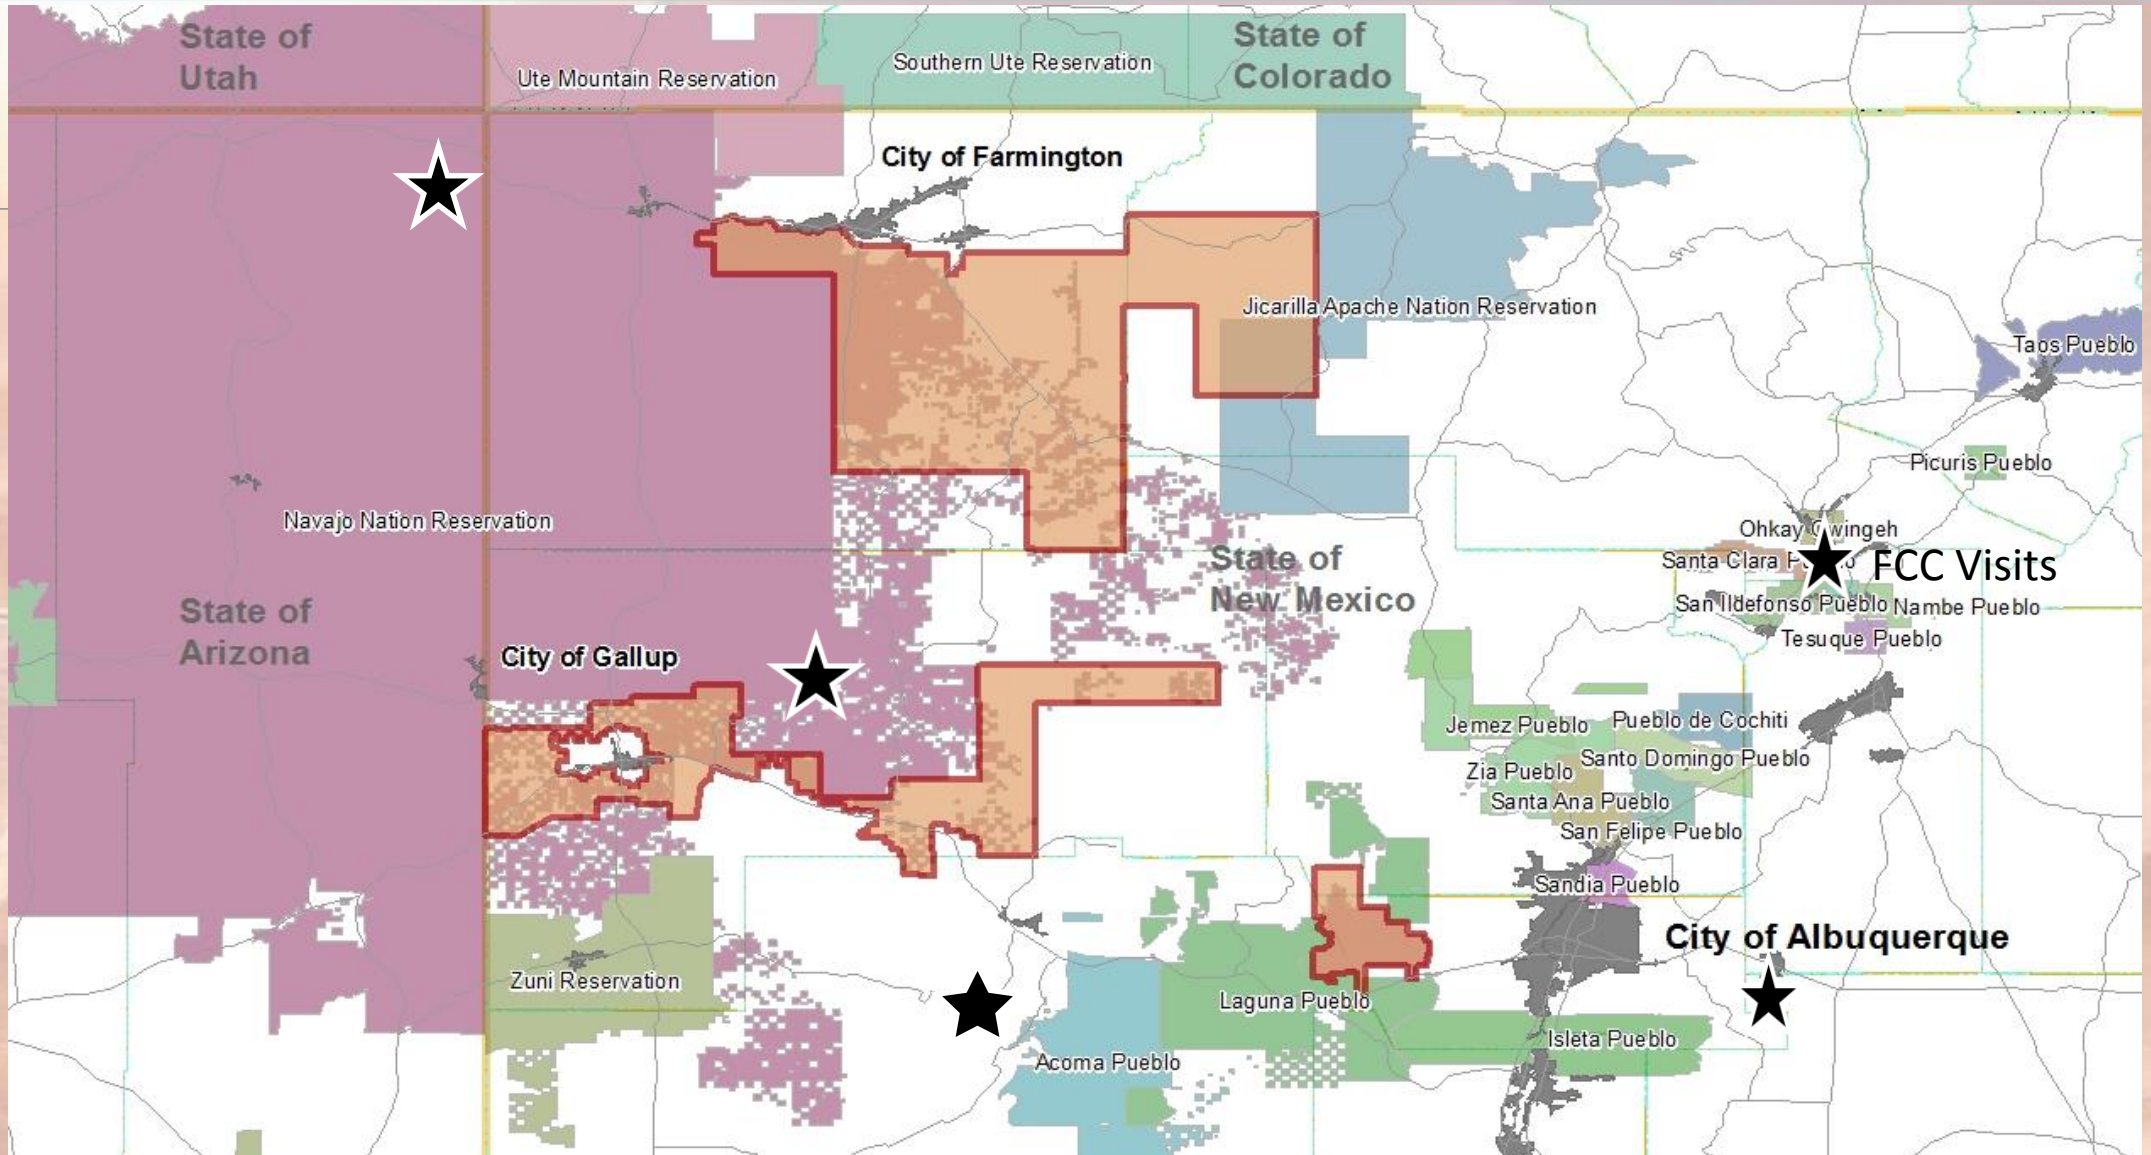 State of
Utah
Ute Mountain Reservation
Southern Ute Reservation
State of
Colorado
City of Farmington
Jicarilla Apache Nation Reservation
Taos Pueblo
Picuris Pueblo
Navajo Nation Reservation
Ohkay wingeh
Santa Clara P o
FCC Visits
State of
New Mexico
San Ildefonso Pueblo
Nambe Pueblo
Tesuque Pueblo
State of
Arizona
City of Gallup
Jemez Pueblo
Pueblo de Cochiti
Santo Domingo Pueblo
Zia Pueblo
Santa Ana Pueblo
San Felipe Pueblo
Sandia Pueblo
City of Albuquerque
Zuni Reservation
Laguna Pueblo
Isleta Pueblo
Acoma Pueblo